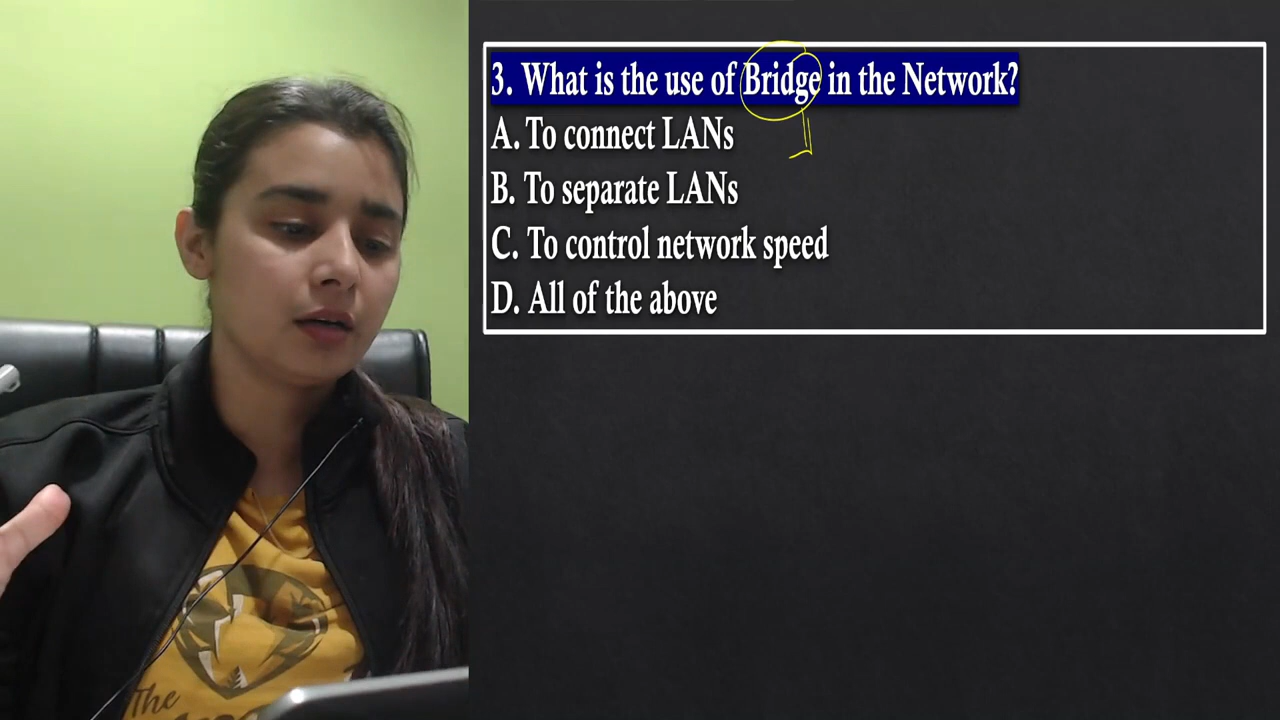 3. What is the use of Bridge in the Network?
A. To connect LANs
B. To separate LANs
C. To control network speed
D. All of the above
The